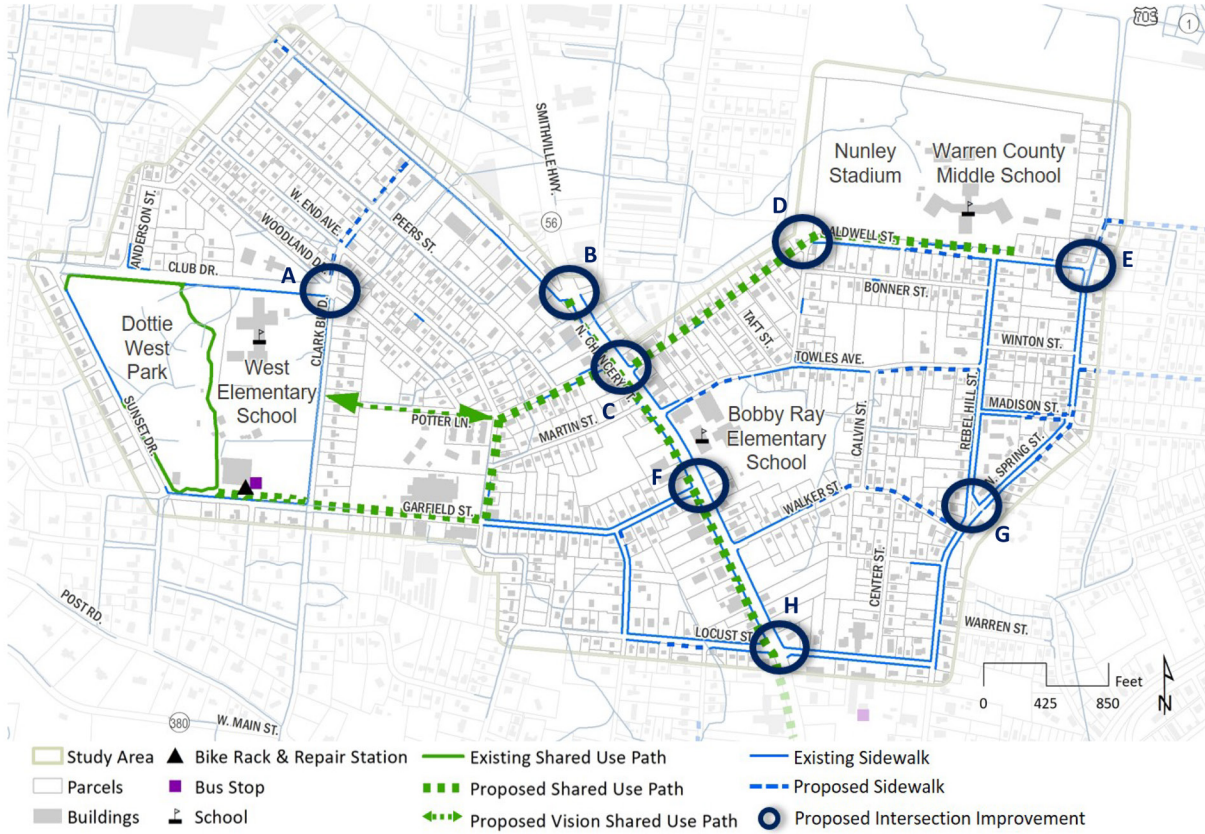 70S
1
SMITHVILLE HWY.
56
Nunley
Stadium
Warren County
Middle School
ANDERSON ST.
W. END AVE.
WOODLAND DR.
PEERS ST.
CLUB DR.
A
B
D
CALDWELL ST.
E
BONNER ST.
Dottie
West
Park
West
Elementary
School
CLARK BLVD.
N. CHANCERY ST.
C
TAFT ST.
TOWLES AVE.
WINTON ST.
REBEL HILL ST.
MADISON ST.
SUNSET DR.
POTTER LN.
MARTIN ST.
Bobby Ray
Elementary
School
CALVIN ST.
N. SPRING ST.
F
GARFIELD ST.
WALKER ST.
G
POST RD.
CENTER ST.
H
LOCUST ST.
WARREN ST.
Feet
0 425 850
N
380
W. MAIN ST.
Study Area
Bike Rack & Repair Station
Existing Shared Use Path
Existing Sidewalk
Parcels
Bus Stop
Proposed Shared Use Path
Proposed Sidewalk
Buildings
School
Proposed Vision Shared Use Path
Proposed Intersection Improvement